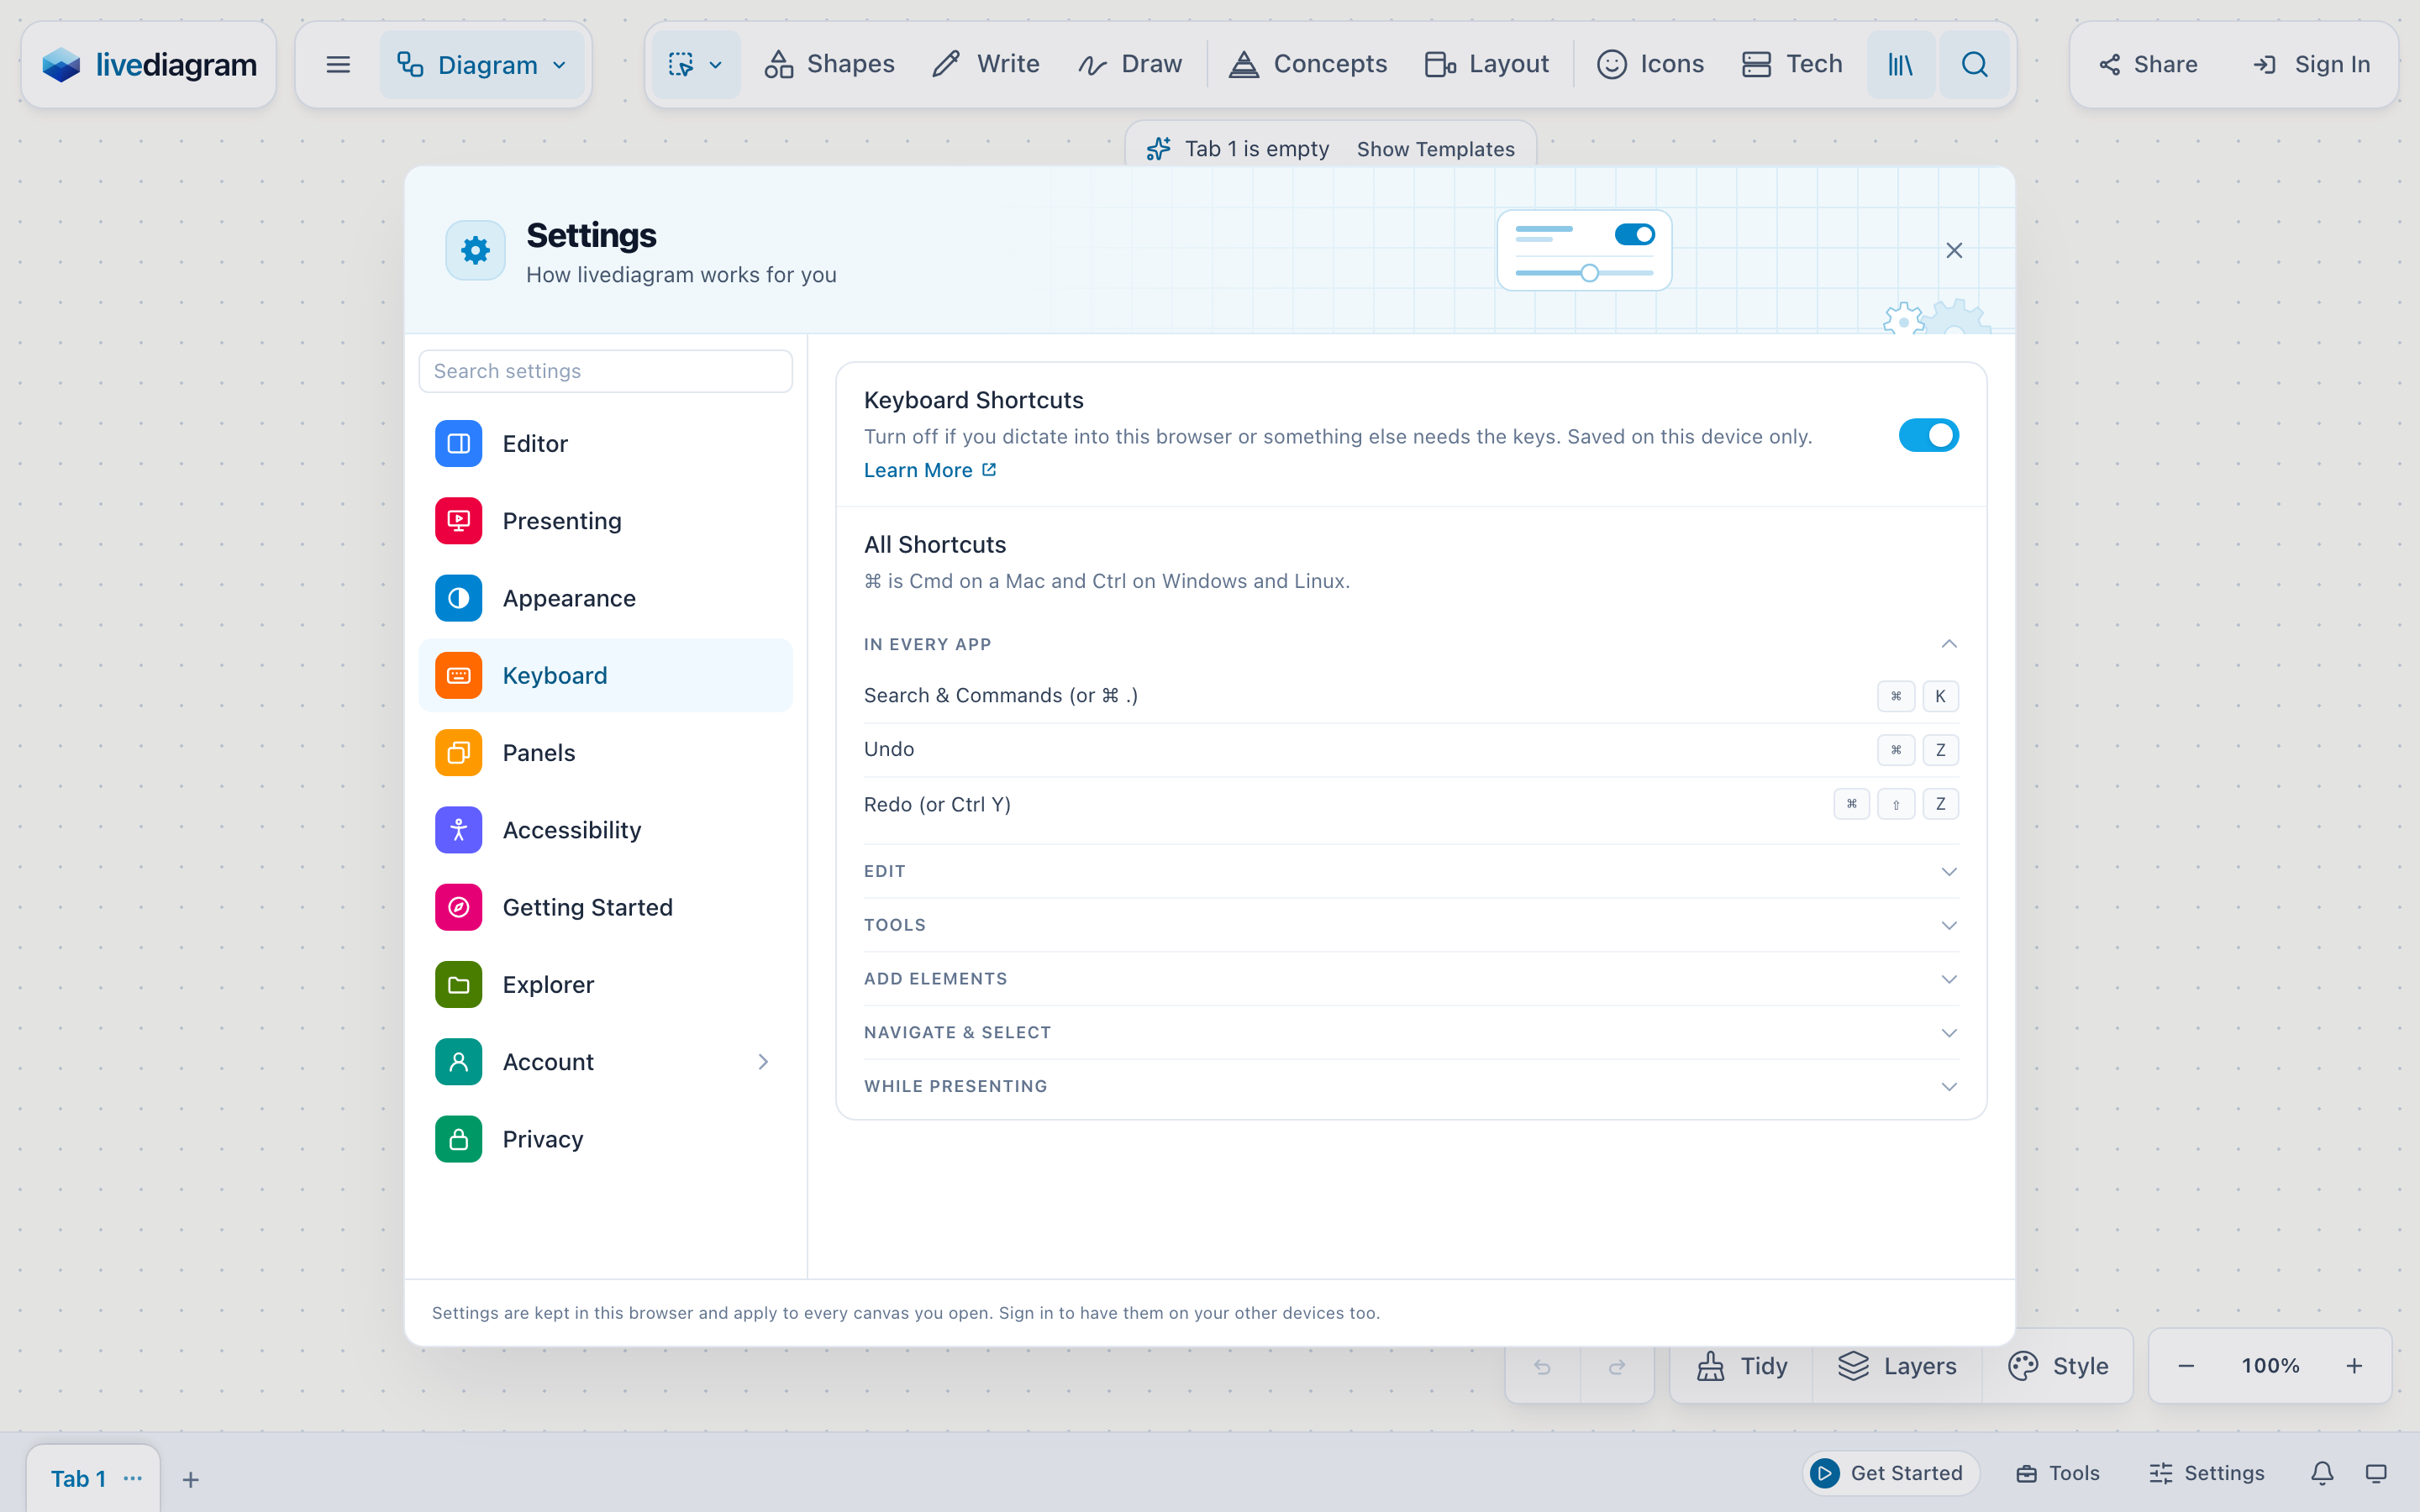 livediagram
Diagram
Shapes
Write
Draw
Concepts
Layout
Icons
Tech
Share
Sign In
Tab 1 is empty
Show Templates
Settings
How livediagram works for you
Search settings
Editor
Presenting
Appearance
Keyboard
Panels
Accessibility
Getting Started
Explorer
Account
Privacy
Keyboard Shortcuts
Turn off if you dictate into this browser or something else needs the keys. Saved on this device only.
Learn More
All Shortcuts
⌘ is Cmd on a Mac and Ctrl on Windows and Linux.
IN EVERY APP
Search & Commands (or ⌘ .)
⌘ K
Undo
⌘ Z
Redo (or Ctrl Y)
⌘ ⇧ Z
EDIT
TOOLS
ADD ELEMENTS
NAVIGATE & SELECT
WHILE PRESENTING
Settings are kept in this browser and apply to every canvas you open. Sign in to have them on your other devices too.
Tidy
Layers
Style
100%
Tab 1
Get Started
Tools
Settings